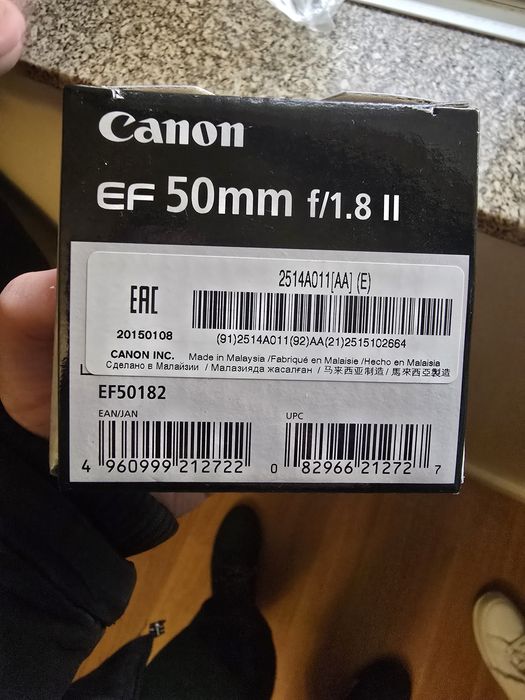 Canon
EF 50mm f/1.8 II
2514A011[AA] (E)
EAC
(91)2514A011(92)AA(21)2515102664
20150108
CANON INC. Made in Malaysia /Fabriqué en Malaisie /Hecho en Malaisia
Сделано в Малайзии / Малазияда жасалған / 马来西亚制造 / 馬來西亞製造
EF50182
EAN/JAN UPC
4 960999 212722 0 82966 21272 7